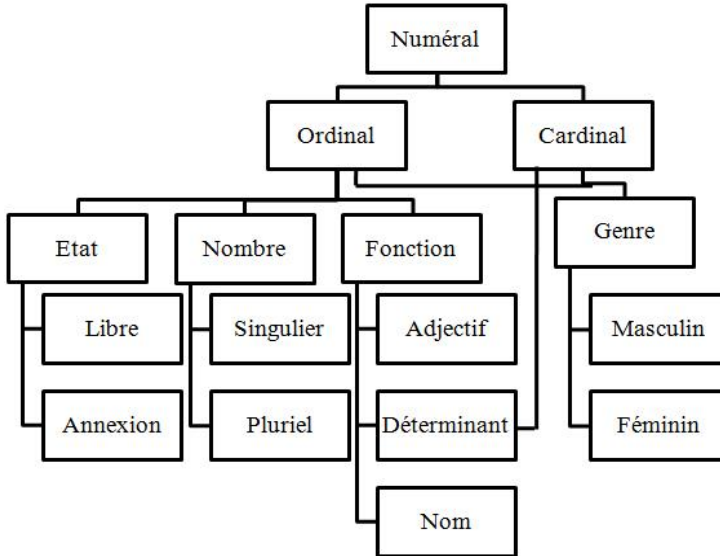 Numéral
Ordinal
Cardinal
Etat
Nombre
Fonction
Genre
Libre
Singulier
Adjectif
Masculin
Annexion
Pluriel
Déterminant
Féminin
Nom